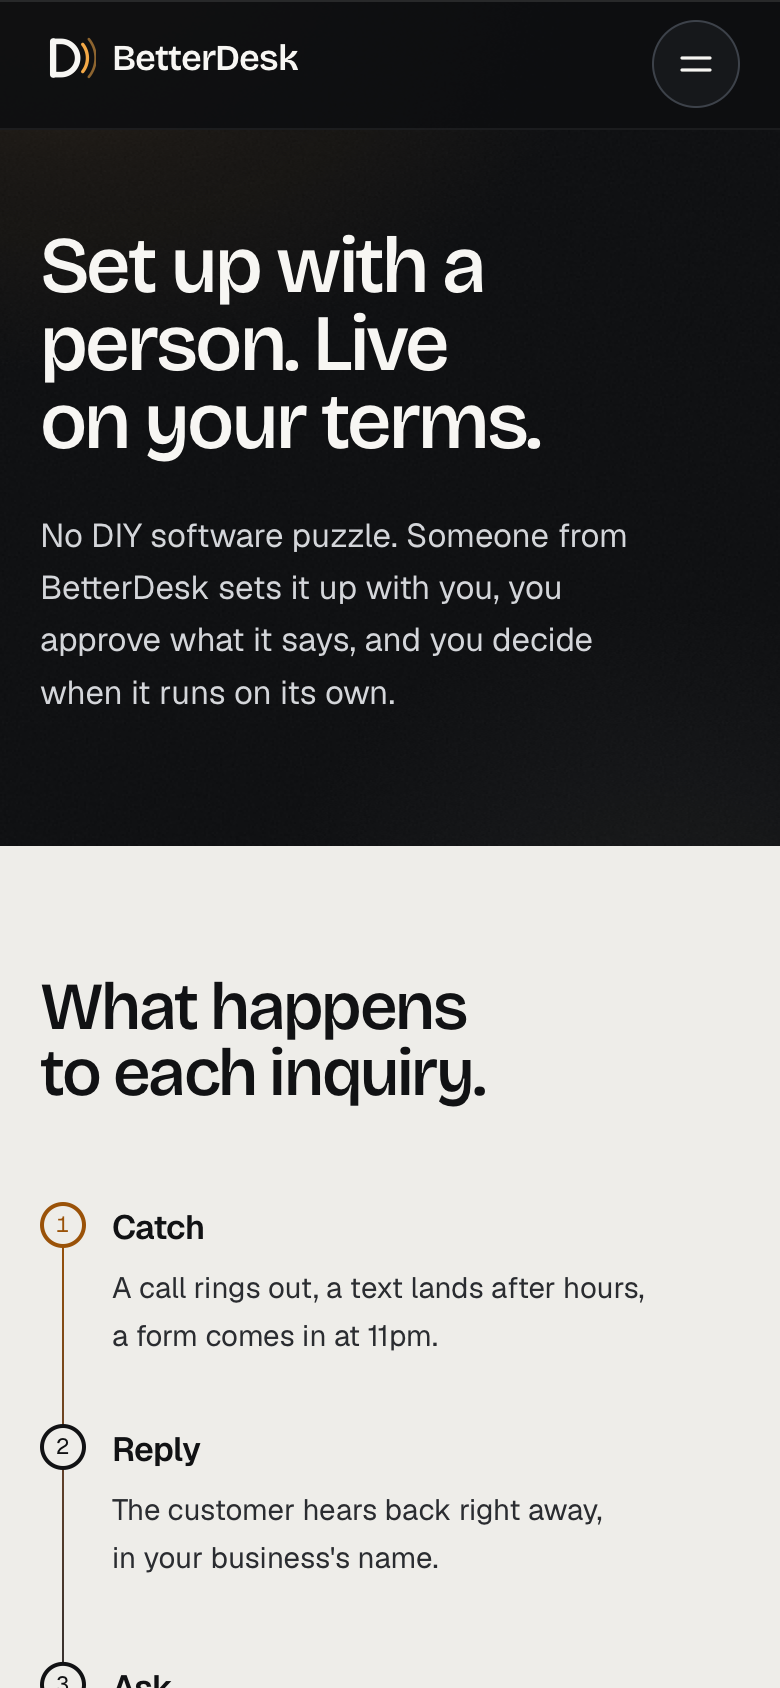 BetterDesk
Set up with a
person. Live
on your terms.
No DIY software puzzle. Someone from
BetterDesk sets it up with you, you
approve what it says, and you decide
when it runs on its own.
What happens
to each inquiry.
1 Catch
A call rings out, a text lands after hours,
a form comes in at 11pm.
2 Reply
The customer hears back right away,
in your business's name.
3 Ask